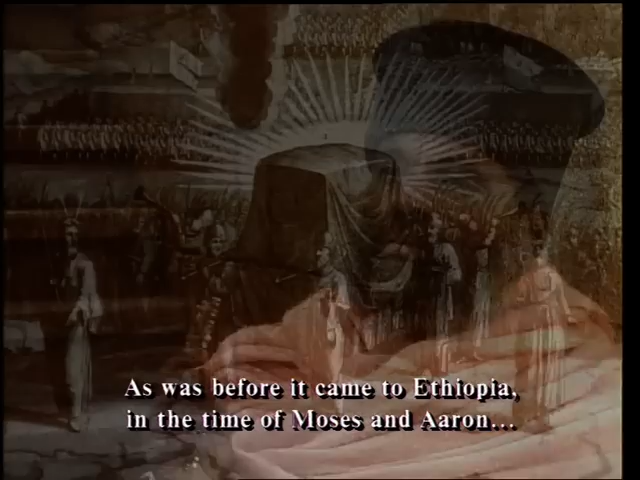 As was before it came to Ethiopia,
in the time of Moses and Aaron...